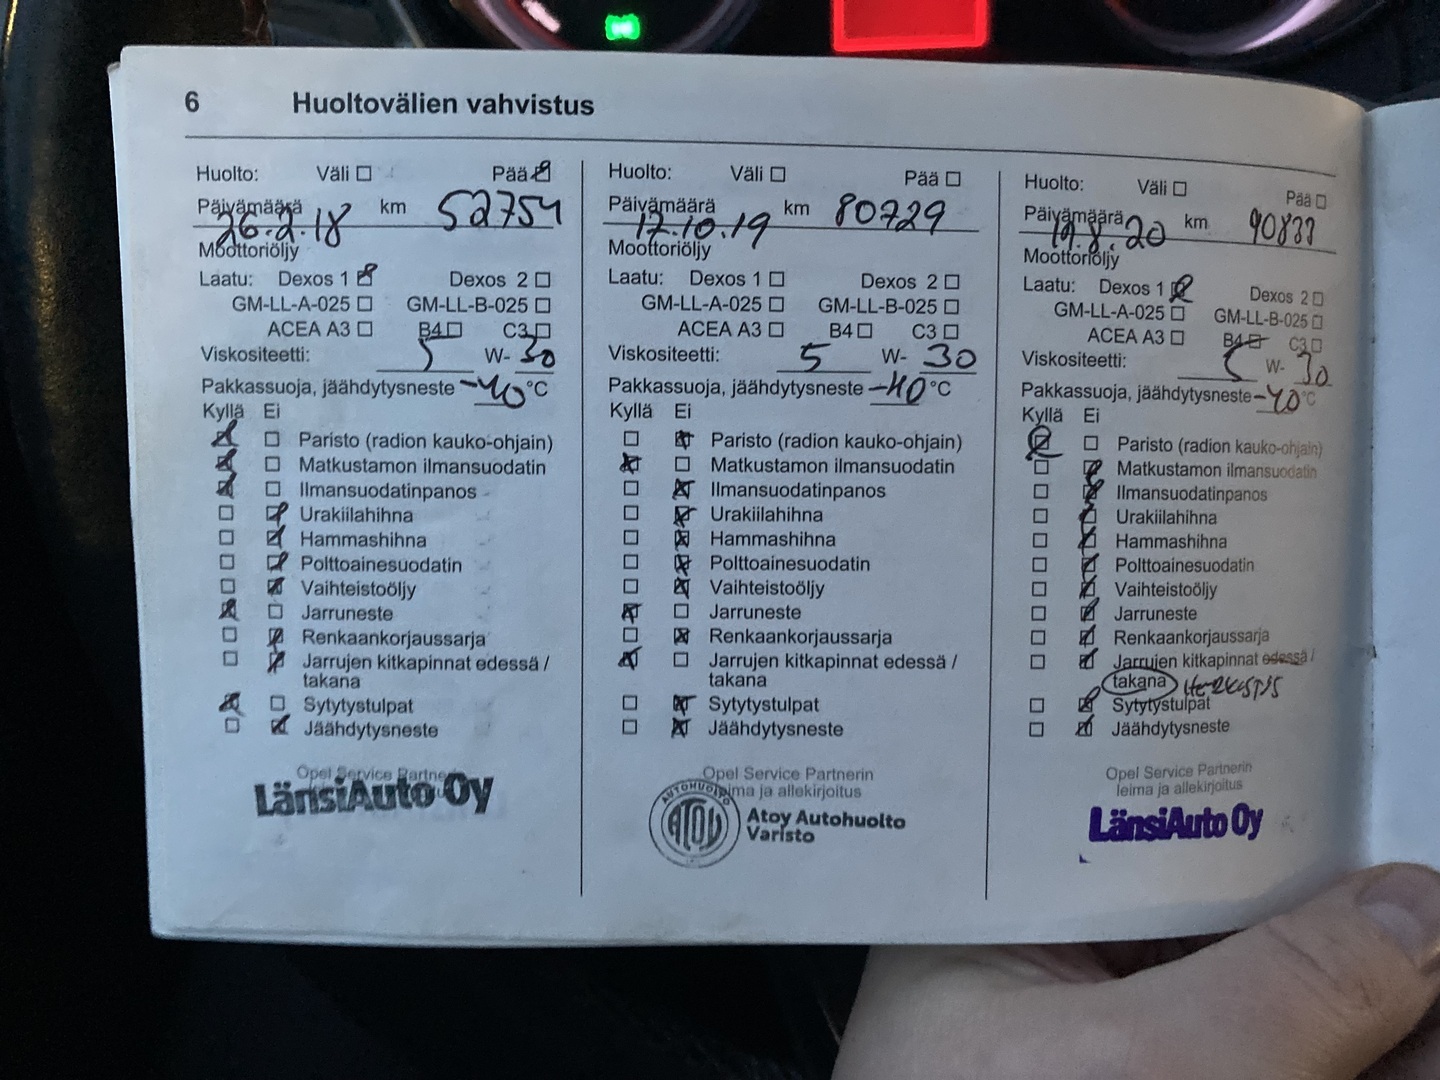 6 Huoltovälien vahvistus
Huolto: Väli Pää
Päivämäärä 26.2.18 km 52754
Moottoriöljy
Laatu: Dexos 1 Dexos 2
GM-LL-A-025 GM-LL-B-025
ACEA A3 B4 C3
Viskositeetti: 5 W- 30
Pakkassuoja, jäähdytysneste -40 °C
Kyllä Ei
Paristo (radion kauko-ohjain)
Matkustamon ilmansuodatin
Ilmansuodatinpanos
Urakiilahihna
Hammashihna
Polttoainesuodatin
Vaihteistoöljy
Jarruneste
Renkaankorjaussarja
Jarrujen kitkapinnat edessä /
takana
Sytytystulpat
Jäähdytysneste
Opel Service Partnerin
LänsiAuto Oy
Huolto: Väli Pää
Päivämäärä 17.10.19 km 80729
Moottoriöljy
Laatu: Dexos 1 Dexos 2
GM-LL-A-025 GM-LL-B-025
ACEA A3 B4 C3
Viskositeetti: 5 W- 30
Pakkassuoja, jäähdytysneste -40 °C
Kyllä Ei
Paristo (radion kauko-ohjain)
Matkustamon ilmansuodatin
Ilmansuodatinpanos
Urakiilahihna
Hammashihna
Polttoainesuodatin
Vaihteistoöljy
Jarruneste
Renkaankorjaussarja
Jarrujen kitkapinnat edessä /
takana
Sytytystulpat
Jäähdytysneste
Opel Service Partnerin
leima ja allekirjoitus
AUTOHUOLTO
ATOY
Atoy Autohuolto
Varisto
Huolto: Väli Pää
Päivämäärä 19.8.20 km
Moottoriöljy
Laatu: Dexos 1 Dexos 2
GM-LL-A-025 GM-LL-B-025
ACEA A3 B4 C3
Viskositeetti: 5 W- 30
Pakkassuoja, jäähdytysneste -40 °C
Kyllä Ei
Paristo (radion kauko-ohjain)
Matkustamon ilmansuodatin
Ilmansuodatinpanos
Urakiilahihna
Hammashihna
Polttoainesuodatin
Vaihteistoöljy
Jarruneste
Renkaankorjaussarja
Jarrujen kitkapinnat edessä /
takana HERKISTYS
Sytytystulpat
Jäähdytysneste
Opel Service Partnerin
leima ja allekirjoitus
LänsiAuto Oy